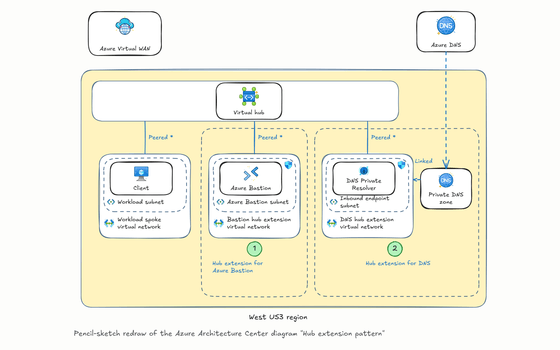 Azure Virtual WAN
Azure DNS
DNS
Virtual hub
Peered *
Peered *
Peered *
Linked
Client
Azure Bastion
DNS Private
Resolver
DNS
Private DNS
zone
Workload subnet
Azure Bastion subnet
Inbound endpoint
subnet
Workload spoke
virtual network
Bastion hub extension
virtual network
DNS hub extension
virtual network
1
2
Hub extension for
Azure Bastion
Hub extension for DNS
West US3 region
Pencil-sketch redraw of the Azure Architecture Center diagram "Hub extension pattern"